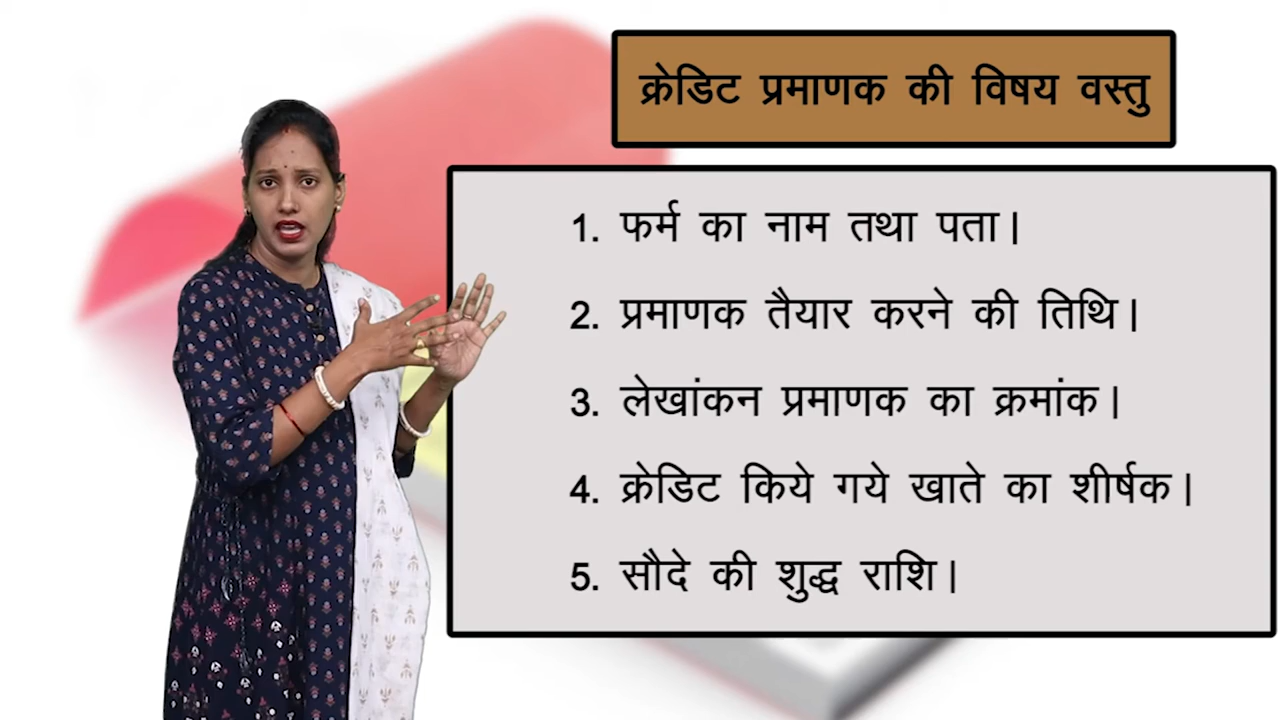 क्रेडिट प्रमाणक की विषय वस्तु
1. फर्म का नाम तथा पता।
2. प्रमाणक तैयार करने की तिथि।
3. लेखांकन प्रमाणक का क्रमांक।
4. क्रेडिट किये गये खाते का शीर्षक।
5. सौदे की शुद्ध राशि।